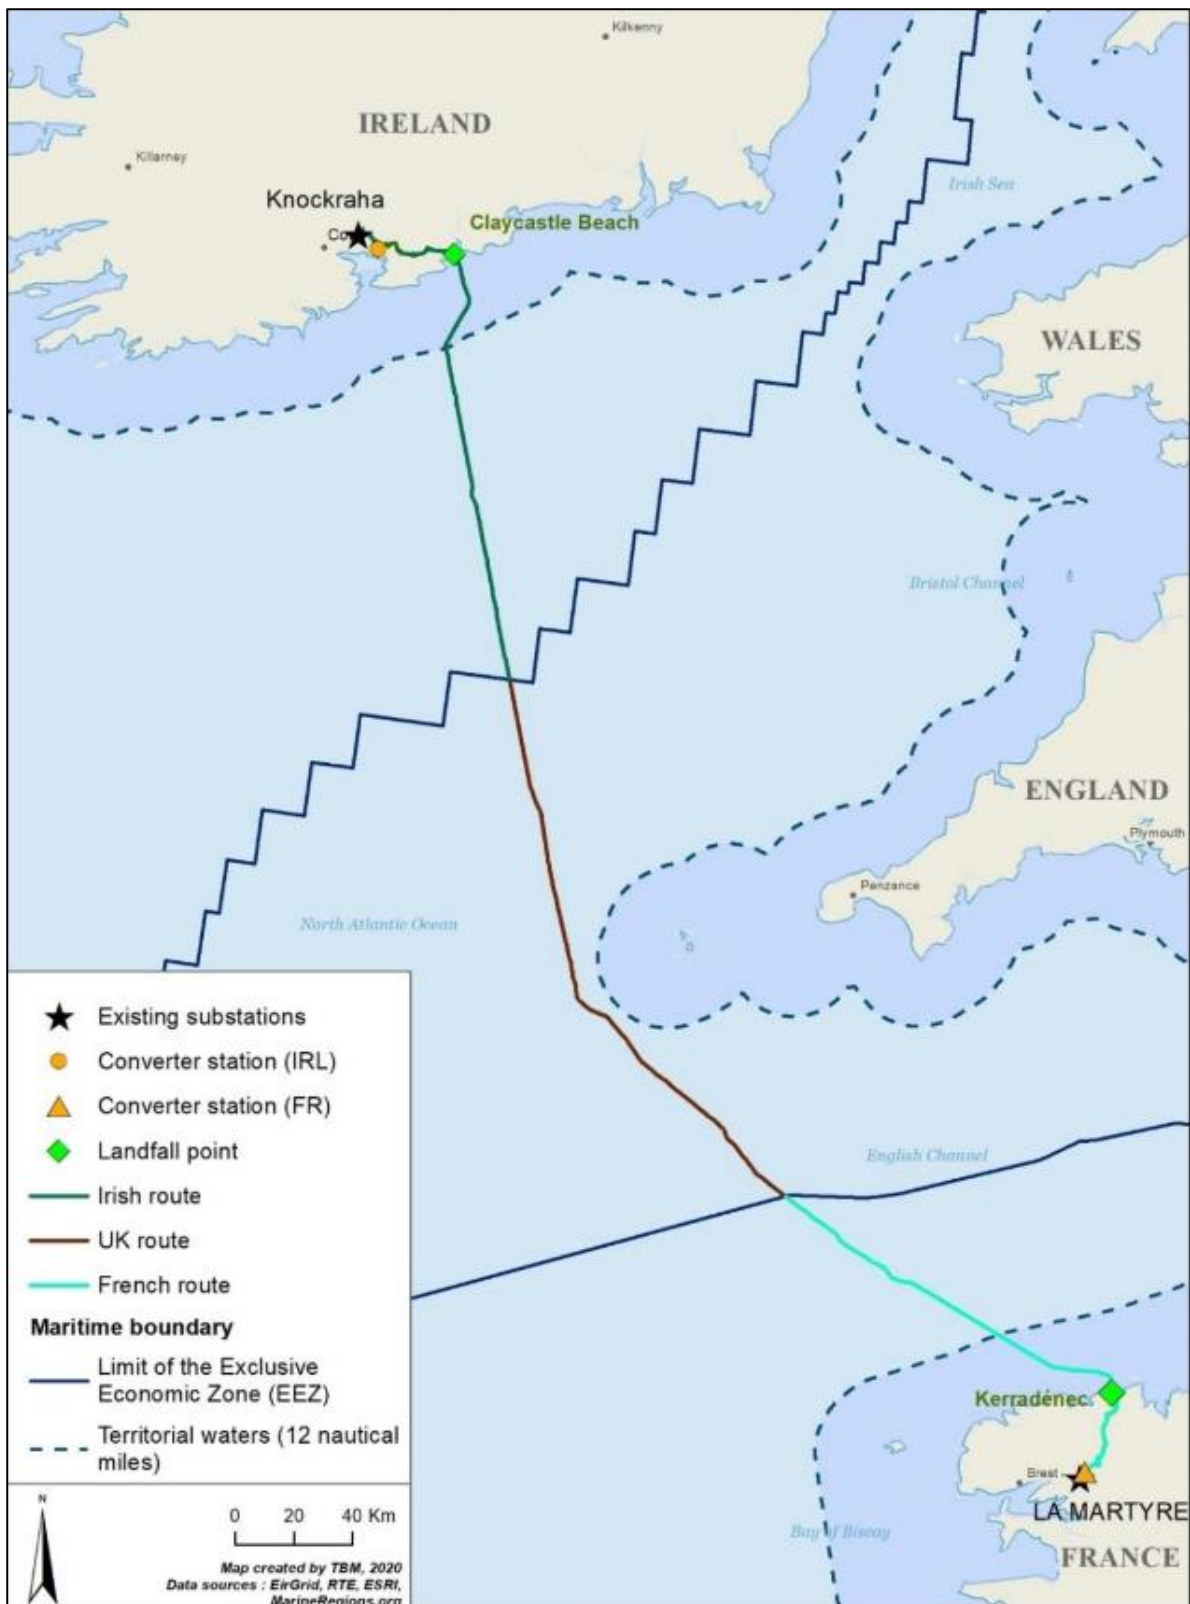 Kilkenny
IRELAND
Killarney
Irish Sea
Knockraha
Claycastle Beach
Co
WALES
Bristol Channel
ENGLAND
Plymouth
Penzance
North Atlantic Ocean
English Channel
Kerradénec
Brest
LA MARTYRE
Bay of Biscay
FRANCE
Existing substations
Converter station (IRL)
Converter station (FR)
Landfall point
Irish route
UK route
French route
Maritime boundary
Limit of the Exclusive
Economic Zone (EEZ)
Territorial waters (12 nautical
miles)
N
0 20 40 Km
Map created by TBM, 2020
Data sources : EirGrid, RTE, ESRI,
MarineRegions.org